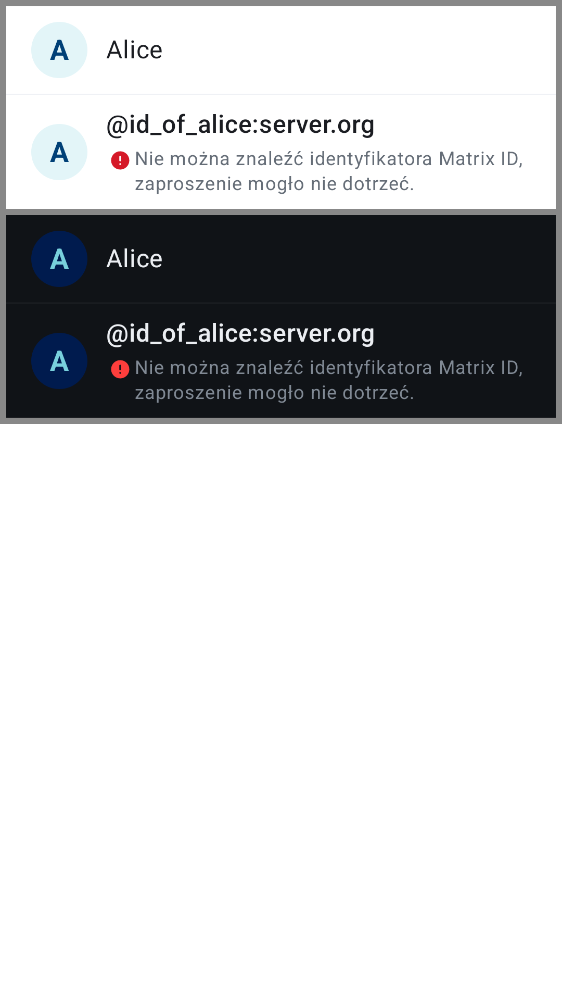 A
Alice
A
@id_of_alice:server.org
Nie można znaleźć identyfikatora Matrix ID,
zaproszenie mogło nie dotrzeć.
A
Alice
A
@id_of_alice:server.org
Nie można znaleźć identyfikatora Matrix ID,
zaproszenie mogło nie dotrzeć.